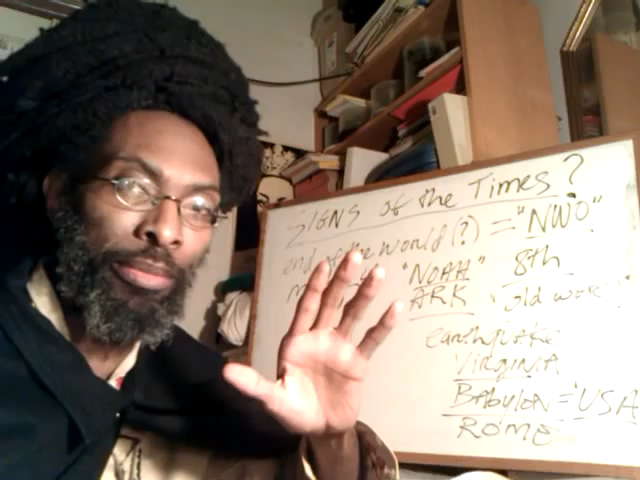 SIGNS of the Times?
end of the world(?) = "NWO"
"NOAH" 8th
ARK "old world"
Earthquake
VIRGINIA
Babylon = "USA
ROME